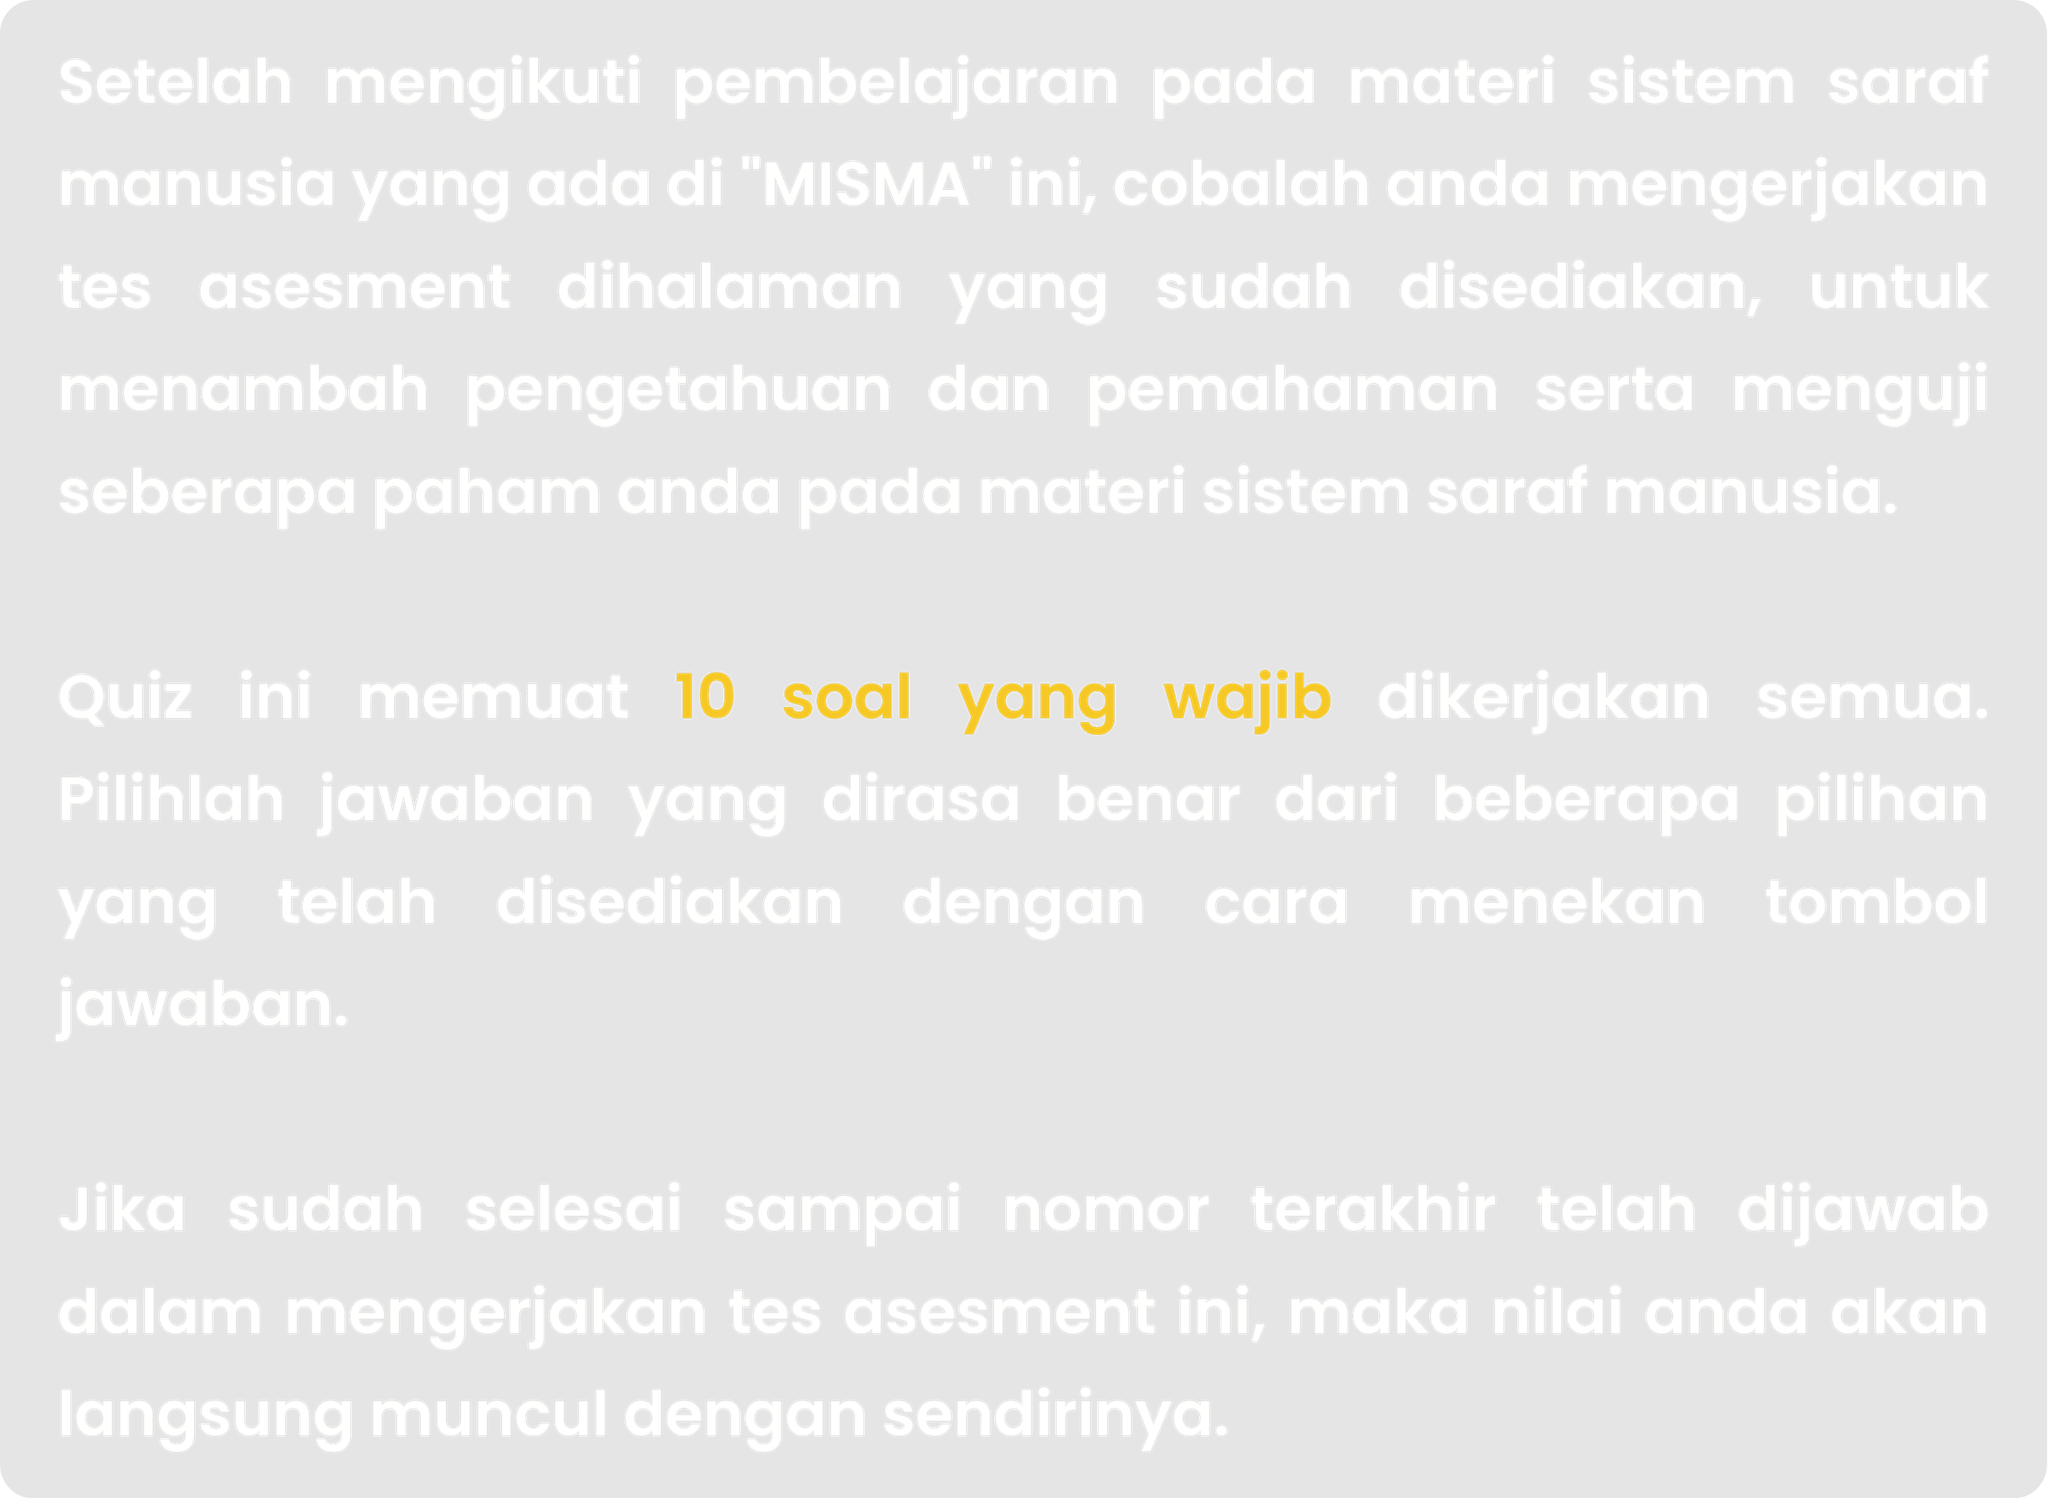 Setelah mengikuti pembelajaran pada materi sistem saraf
manusia yang ada di "MISMA" ini, cobalah anda mengerjakan
tes asesment dihalaman yang sudah disediakan, untuk
menambah pengetahuan dan pemahaman serta menguji
seberapa paham anda pada materi sistem saraf manusia.
Quiz ini memuat 10 soal yang wajib dikerjakan semua.
Pilihlah jawaban yang dirasa benar dari beberapa pilihan
yang telah disediakan dengan cara menekan tombol
jawaban.
Jika sudah selesai sampai nomor terakhir telah dijawab
dalam mengerjakan tes asesment ini, maka nilai anda akan
langsung muncul dengan sendirinya.